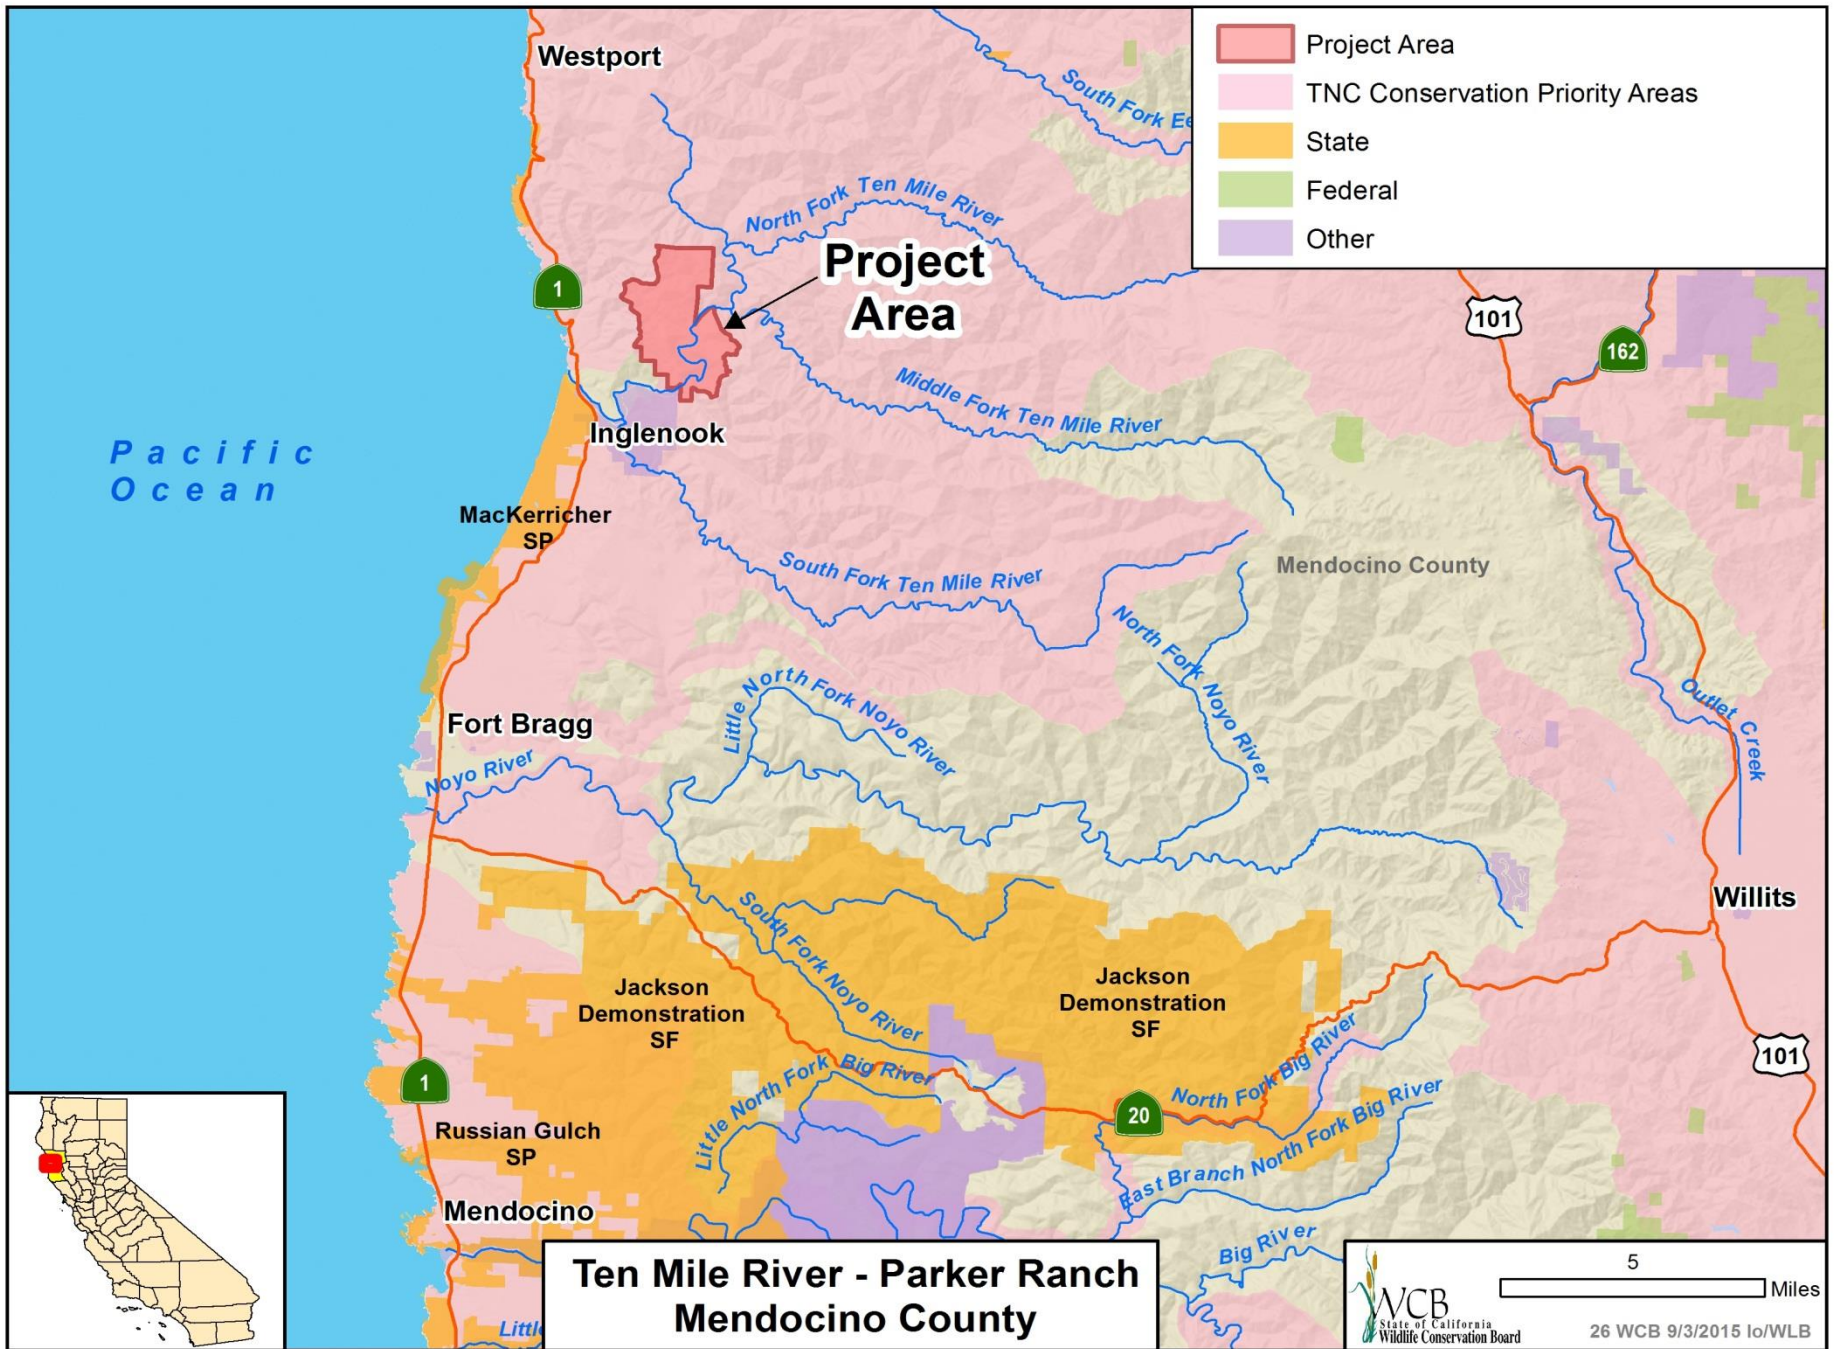 Westport
South Fork Ee
Project Area
TNC Conservation Priority Areas
State
Federal
Other
North Fork Ten Mile River
Project
Area
1
101
162
Middle Fork Ten Mile River
Inglenook
Pacific
Ocean
MacKerricher
SP
Mendocino County
South Fork Ten Mile River
North Fork Noyo River
Little North Fork Noyo River
Outlet Creek
Fort Bragg
Noyo River
Willits
South Fork Noyo River
Jackson
Demonstration
SF
Jackson
Demonstration
SF
101
1
Little North Fork Big River
20
North Fork Big River
East Branch North Fork Big River
Russian Gulch
SP
Mendocino
Big River
Little
Ten Mile River - Parker Ranch
Mendocino County
5
Miles
WCB
State of California
Wildlife Conservation Board
26 WCB 9/3/2015 lo/WLB